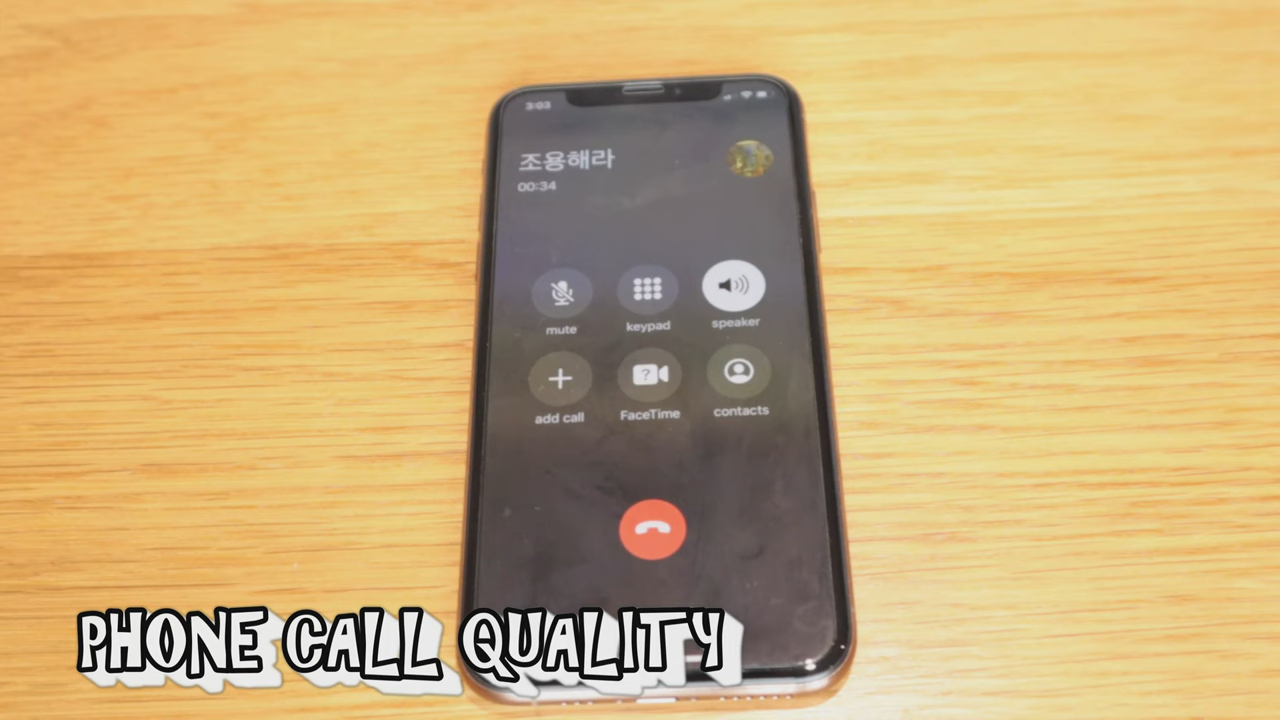 3:03
조용해라
00:34
mute keypad speaker
?
add call FaceTime contacts
PHONE CALL QUALITY